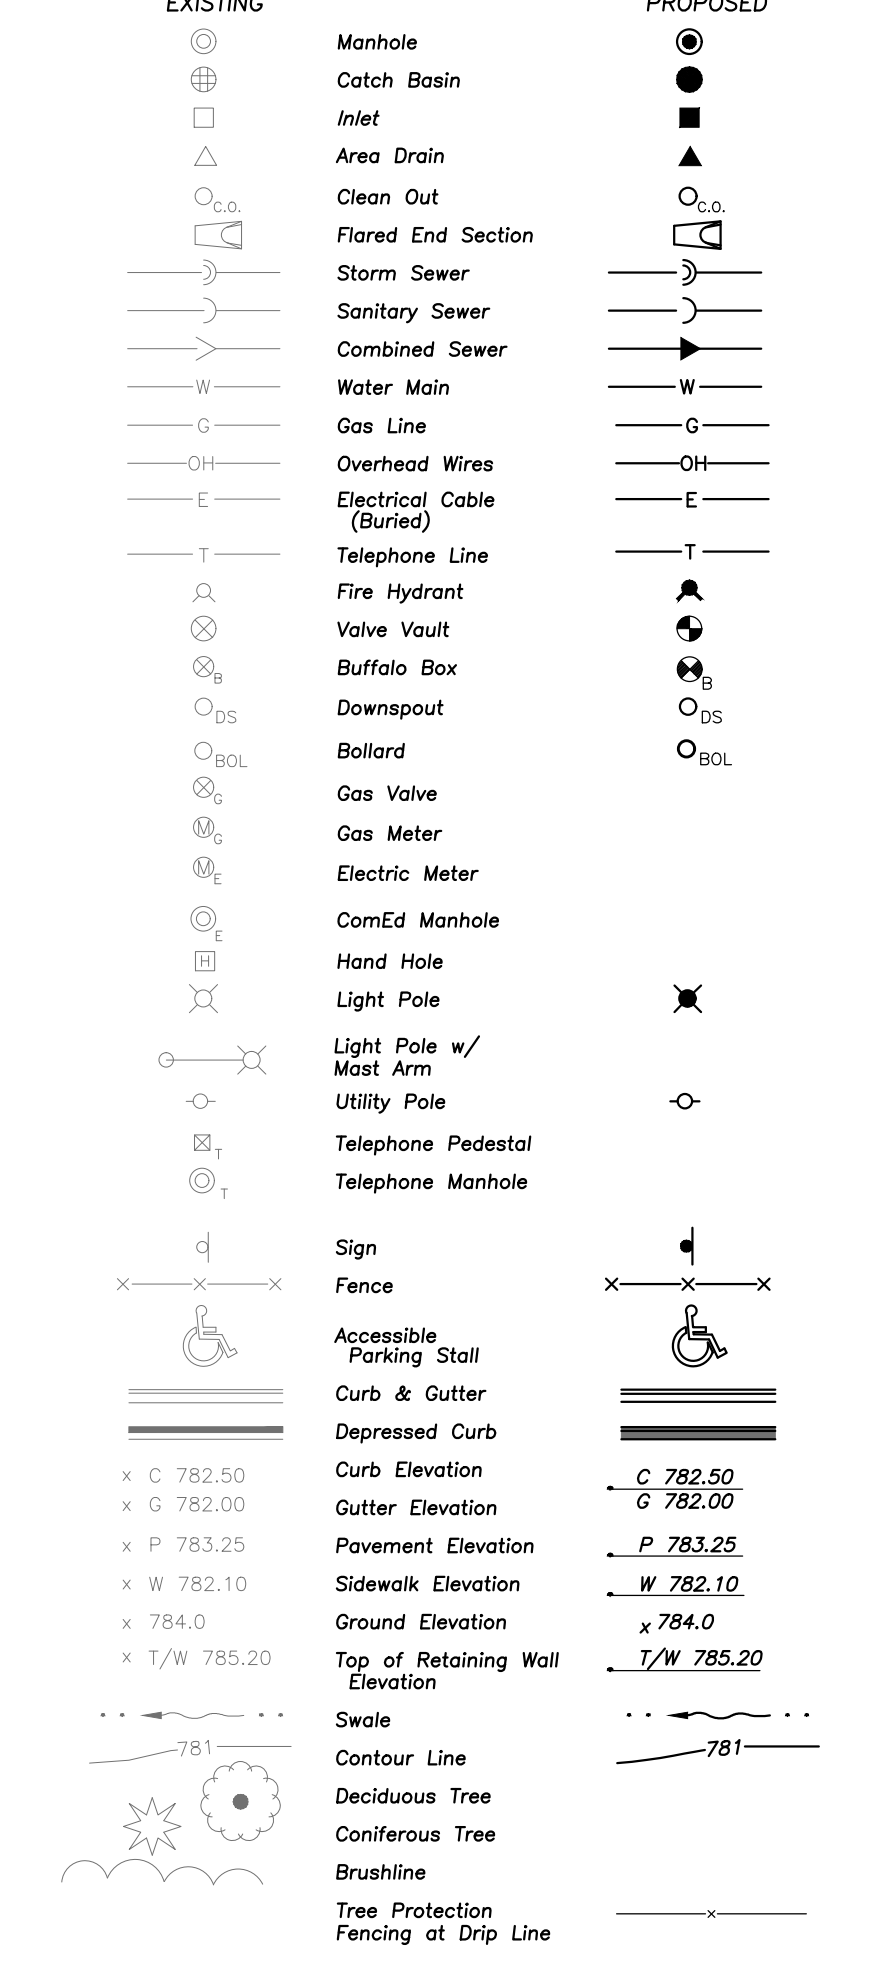 EXISTING PROPOSED
Manhole
Catch Basin
Inlet
Area Drain
C.O. Clean Out C.O.
Flared End Section
Storm Sewer
Sanitary Sewer
Combined Sewer
W Water Main W
G Gas Line G
OH Overhead Wires OH
E Electrical Cable E
(Buried)
T Telephone Line T
Fire Hydrant
Valve Vault
B Buffalo Box B
DS Downspout DS
BOL Bollard BOL
G Gas Valve
M G Gas Meter
M E Electric Meter
E ComEd Manhole
H Hand Hole
Light Pole
Light Pole w/
Mast Arm
Utility Pole
T Telephone Pedestal
T Telephone Manhole
Sign
Fence
Accessible
Parking Stall
Curb & Gutter
Depressed Curb
x C 782.50 Curb Elevation C 782.50
x G 782.00 Gutter Elevation G 782.00
x P 783.25 Pavement Elevation P 783.25
x W 782.10 Sidewalk Elevation W 782.10
x 784.0 Ground Elevation x 784.0
x T/W 785.20 Top of Retaining Wall T/W 785.20
Elevation
Swale
781 Contour Line 781
Deciduous Tree
Coniferous Tree
Brushline
Tree Protection
Fencing at Drip Line